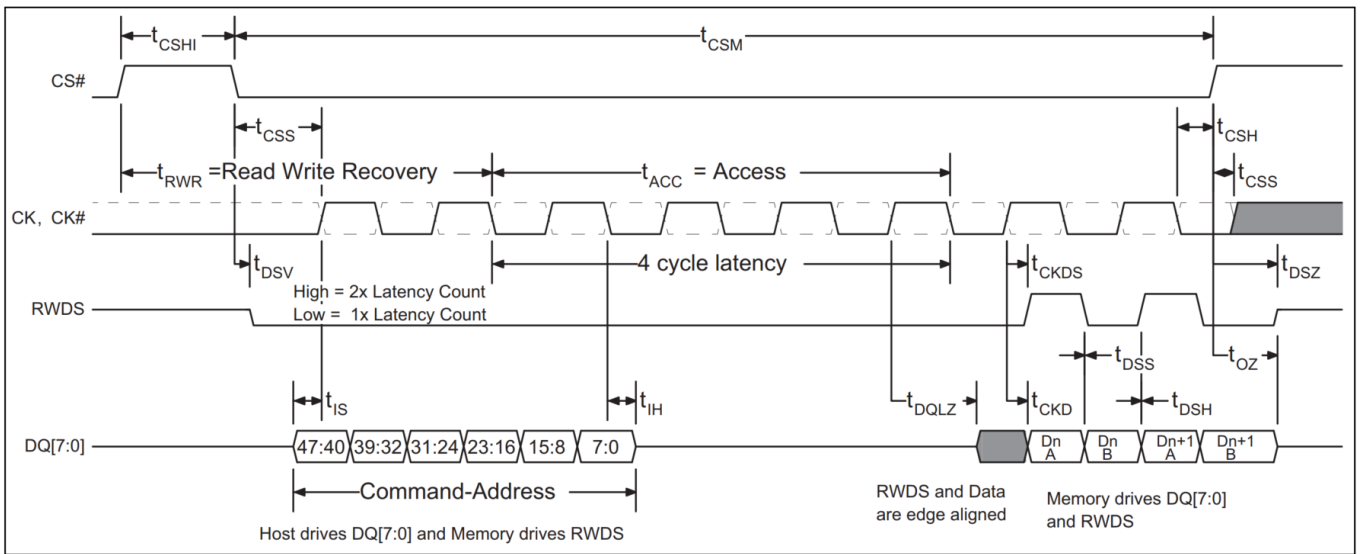 tCSHI
tCSM
CS#
tCSS
tCSH
tRWR =Read Write Recovery
tACC = Access
tCSS
CK, CK#
4 cycle latency
tDSV
tCKDS
tDSZ
High = 2x Latency Count
Low = 1x Latency Count
RWDS
tDSS
tOZ
tIS
tIH
tDQLZ
tCKD
tDSH
DQ[7:0]
47:40 39:32 31:24 23:16 15:8 7:0
Dn Dn Dn+1 Dn+1
A B A B
Command-Address
RWDS and Data
are edge aligned
Memory drives DQ[7:0]
and RWDS
Host drives DQ[7:0] and Memory drives RWDS